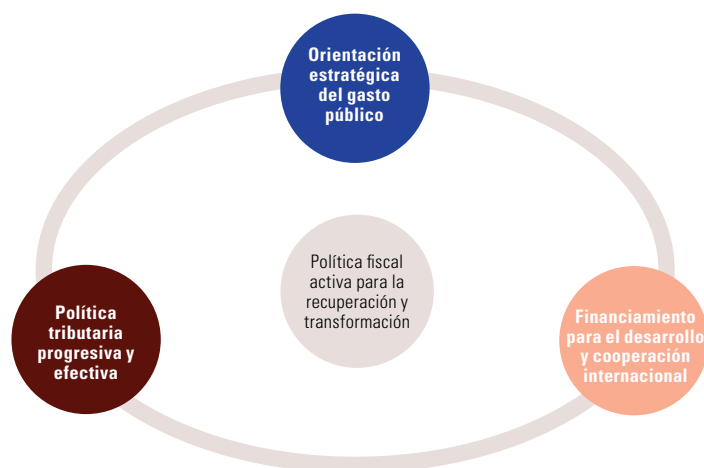 Orientación
estratégica
del gasto
público
Política fiscal
activa para la
recuperación y
transformación
Política
tributaria
progresiva y
efectiva
Financiamiento
para el desarrollo
y cooperación
internacional